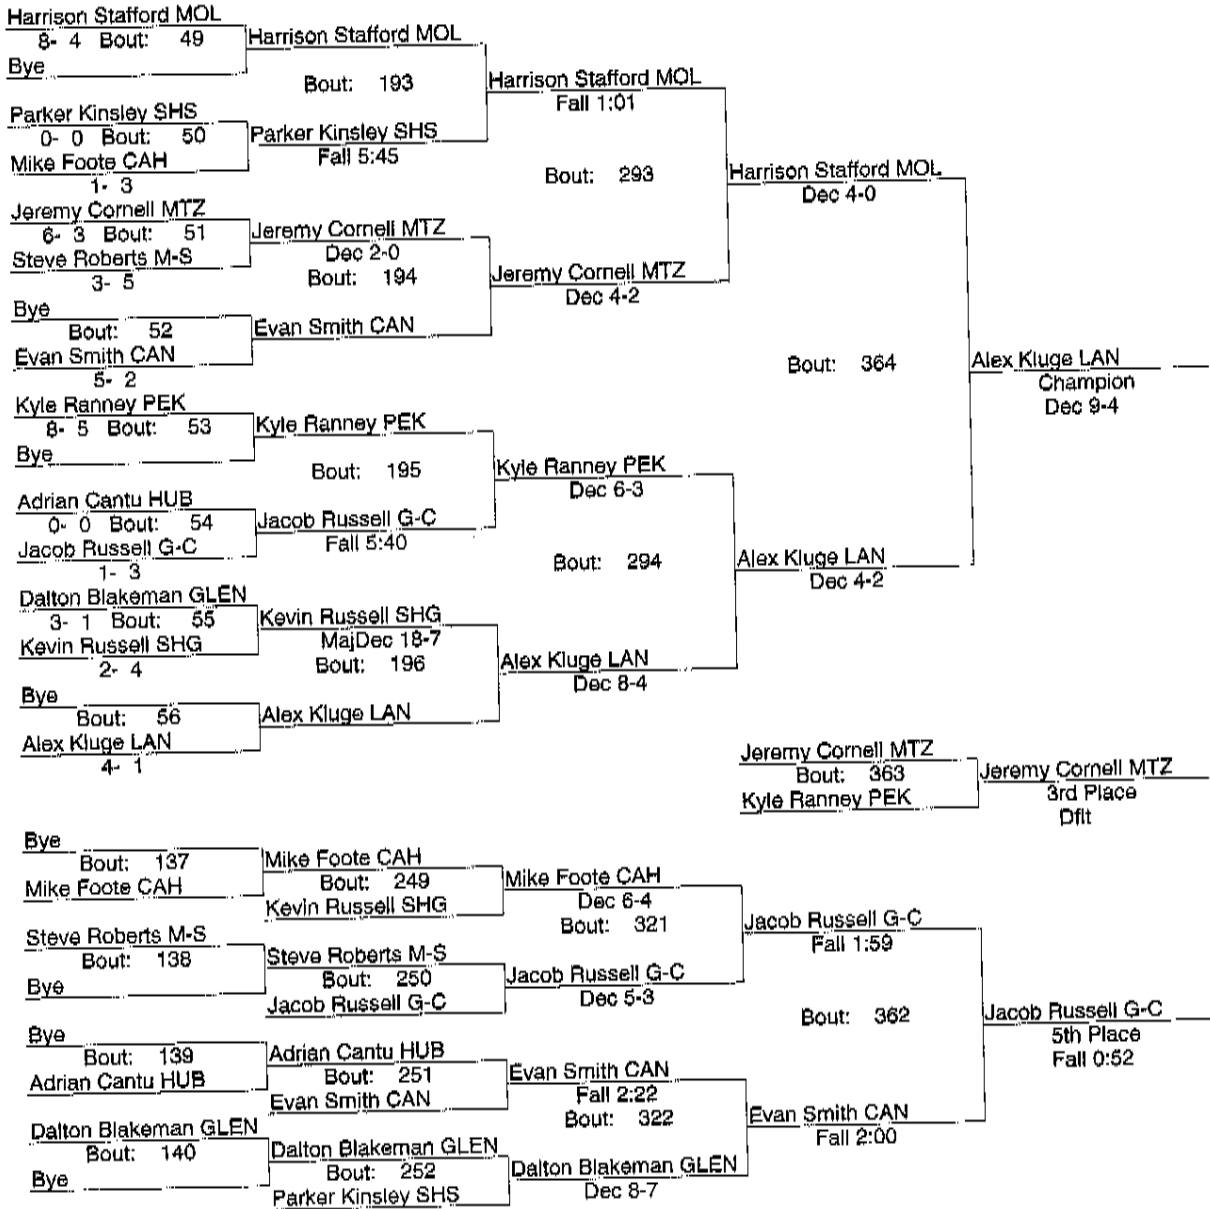 Harrison Stafford MOL
8- 4 Bout: 49
Bye
Harrison Stafford MOL
Bout: 193
Parker Kinsley SHS
0- 0 Bout: 50
Mike Foote CAH
1- 3
Parker Kinsley SHS
Fall 5:45
Harrison Stafford MOL
Fall 1:01
Bout: 293
Jeremy Cornell MTZ
6- 3 Bout: 51
Steve Roberts M-S
3- 5
Jeremy Cornell MTZ
Dec 2-0
Bout: 194
Bye
Bout: 52
Evan Smith CAN
5- 2
Evan Smith CAN
Jeremy Cornell MTZ
Dec 4-2
Harrison Stafford MOL
Dec 4-0
Bout: 364
Alex Kluge LAN
Champion
Dec 9-4
Kyle Ranney PEK
8- 5 Bout: 53
Bye
Kyle Ranney PEK
Bout: 195
Adrian Cantu HUB
0- 0 Bout: 54
Jacob Russell G-C
1- 3
Jacob Russell G-C
Fall 5:40
Kyle Ranney PEK
Dec 6-3
Bout: 294
Dalton Blakeman GLEN
3- 1 Bout: 55
Kevin Russell SHG
2- 4
Kevin Russell SHG
MajDec 18-7
Bout: 196
Bye
Bout: 56
Alex Kluge LAN
4- 1
Alex Kluge LAN
Alex Kluge LAN
Dec 8-4
Alex Kluge LAN
Dec 4-2
Jeremy Cornell MTZ
Bout: 363
Kyle Ranney PEK
Jeremy Cornell MTZ
3rd Place
Dflt
Bye
Bout: 137
Mike Foote CAH
Mike Foote CAH
Bout: 249
Kevin Russell SHG
Mike Foote CAH
Dec 6-4
Bout: 321
Steve Roberts M-S
Bout: 138
Bye
Steve Roberts M-S
Bout: 250
Jacob Russell G-C
Jacob Russell G-C
Dec 5-3
Jacob Russell G-C
Fall 1:59
Bout: 362
Jacob Russell G-C
5th Place
Fall 0:52
Bye
Bout: 139
Adrian Cantu HUB
Adrian Cantu HUB
Bout: 251
Evan Smith CAN
Evan Smith CAN
Fall 2:22
Bout: 322
Dalton Blakeman GLEN
Bout: 140
Bye
Dalton Blakeman GLEN
Bout: 252
Parker Kinsley SHS
Dalton Blakeman GLEN
Dec 8-7
Evan Smith CAN
Fall 2:00